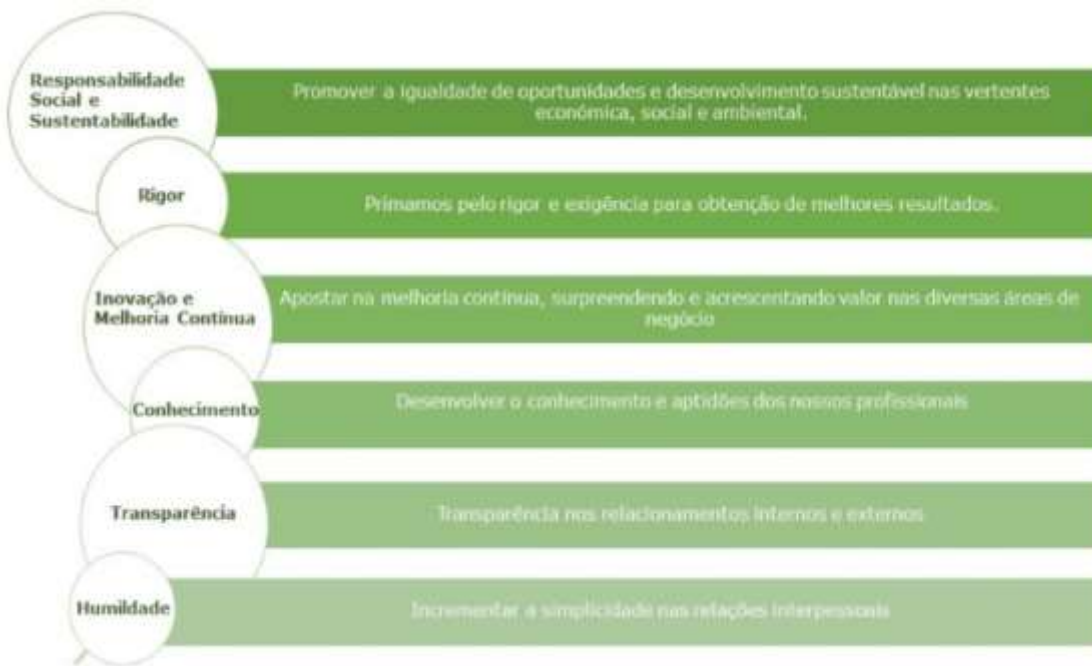 Responsabilidade
Social e
Sustentabilidade
Promover a igualdade de oportunidades e desenvolvimento sustentável nas vertentes
económica, social e ambiental.
Rigor
Primamos pelo rigor e exigência para obtenção de melhores resultados.
Inovação e
Melhoria Contínua
Apostar na melhoria contínua, surpreendendo e acrescentando valor nas diversas áreas de
negócio
Conhecimento
Desenvolver o conhecimento e aptidões dos nossos profissionais
Transparência
Transparência nos relacionamentos internos e externos
Humildade
Incrementar a simplicidade nas relações interpessoais